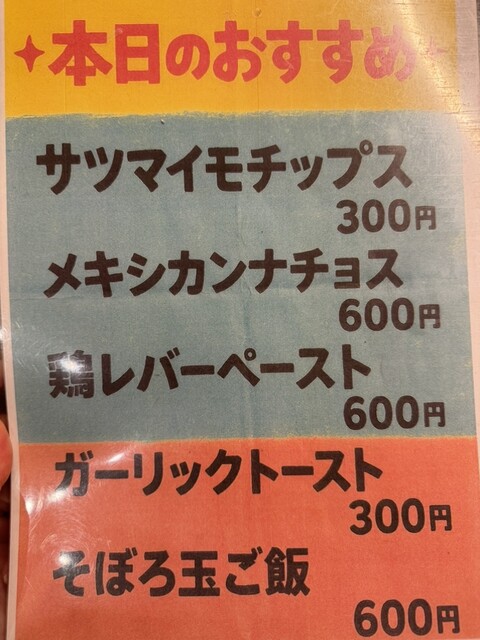 本日のおすすめ
サツマイモチップス
300円
メキシカンナチョス
600円
鶏レバーペースト
600円
ガーリックトースト
300円
そぼろ玉ご飯
600円